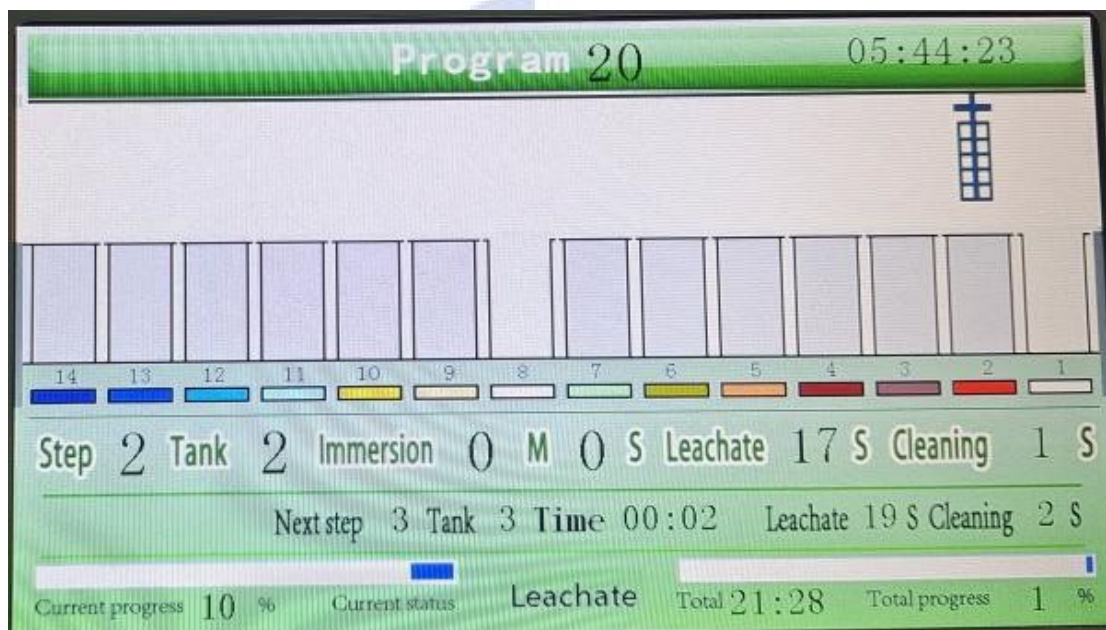 Program 20 05:44:23
14 13 12 11 10 9 8 7 6 5 4 3 2 1
Step 2 Tank 2 Immersion 0 M 0 S Leachate 17 S Cleaning 1 S
Next step 3 Tank 3 Time 00:02 Leachate 19 S Cleaning 2 S
Current progress 10 % Current status Leachate Total 21:28 Total progress 1 %